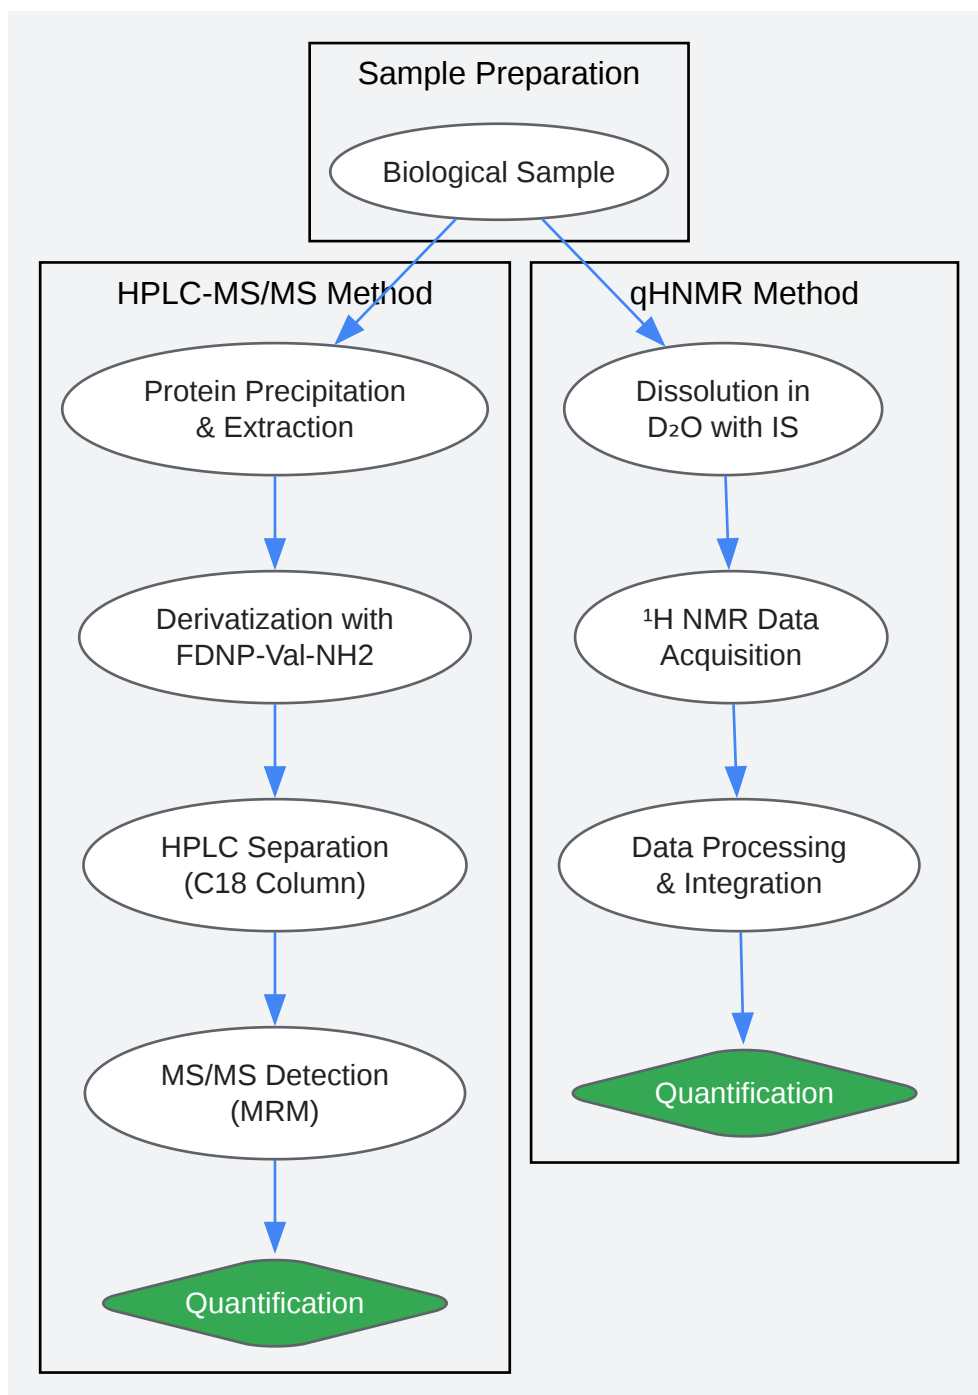 Sample Preparation
Biological Sample
HPLC-MS/MS Method
Protein Precipitation
& Extraction
Derivatization with
FDNP-Val-NH2
HPLC Separation
(C18 Column)
MS/MS Detection
(MRM)
Quantification
qHNMR Method
Dissolution in
D₂O with IS
¹H NMR Data
Acquisition
Data Processing
& Integration
Quantification